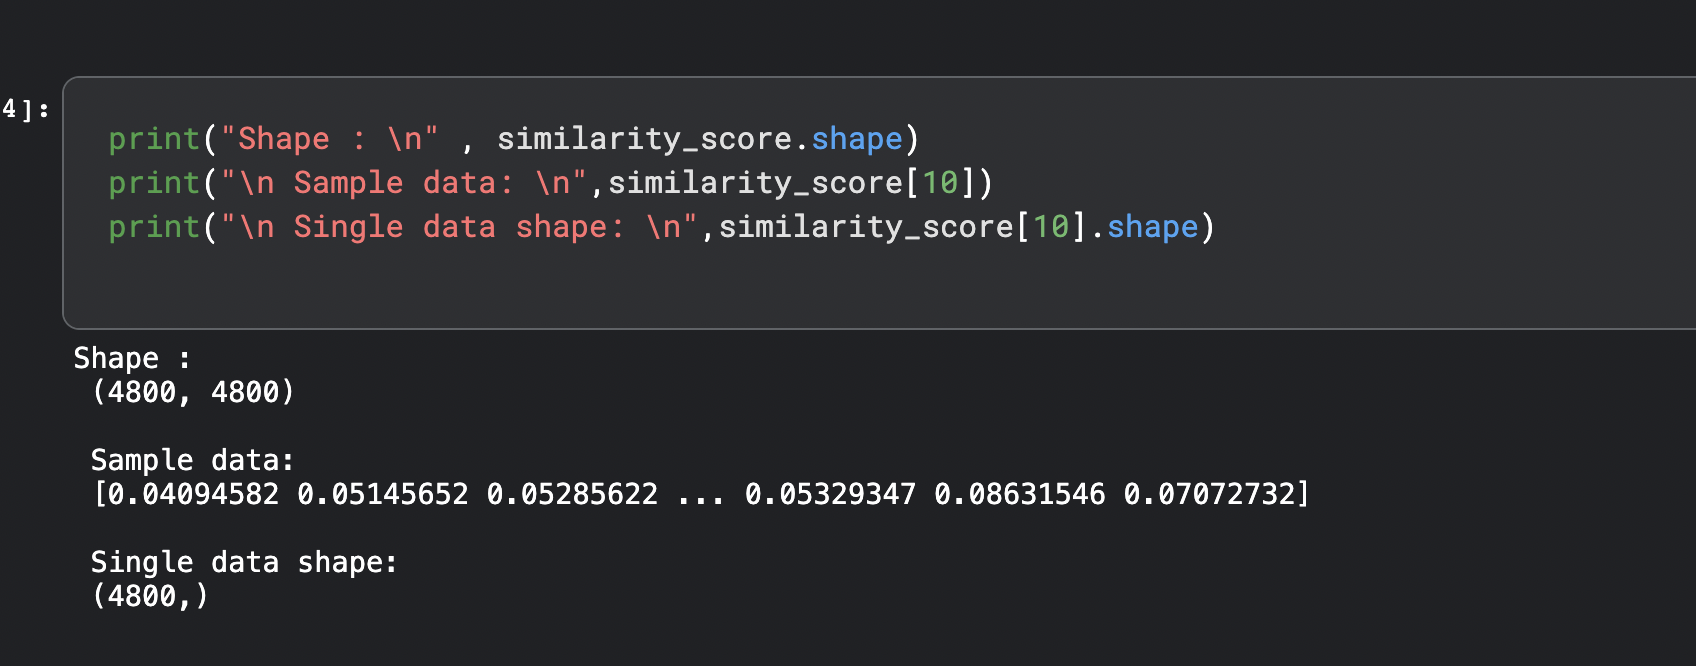 4]:
print("Shape : \n" , similarity_score.shape)
print("\n Sample data: \n",similarity_score[10])
print("\n Single data shape: \n",similarity_score[10].shape)
Shape :
(4800, 4800)
Sample data:
[0.04094582 0.05145652 0.05285622 ... 0.05329347 0.08631546 0.07072732]
Single data shape:
(4800,)